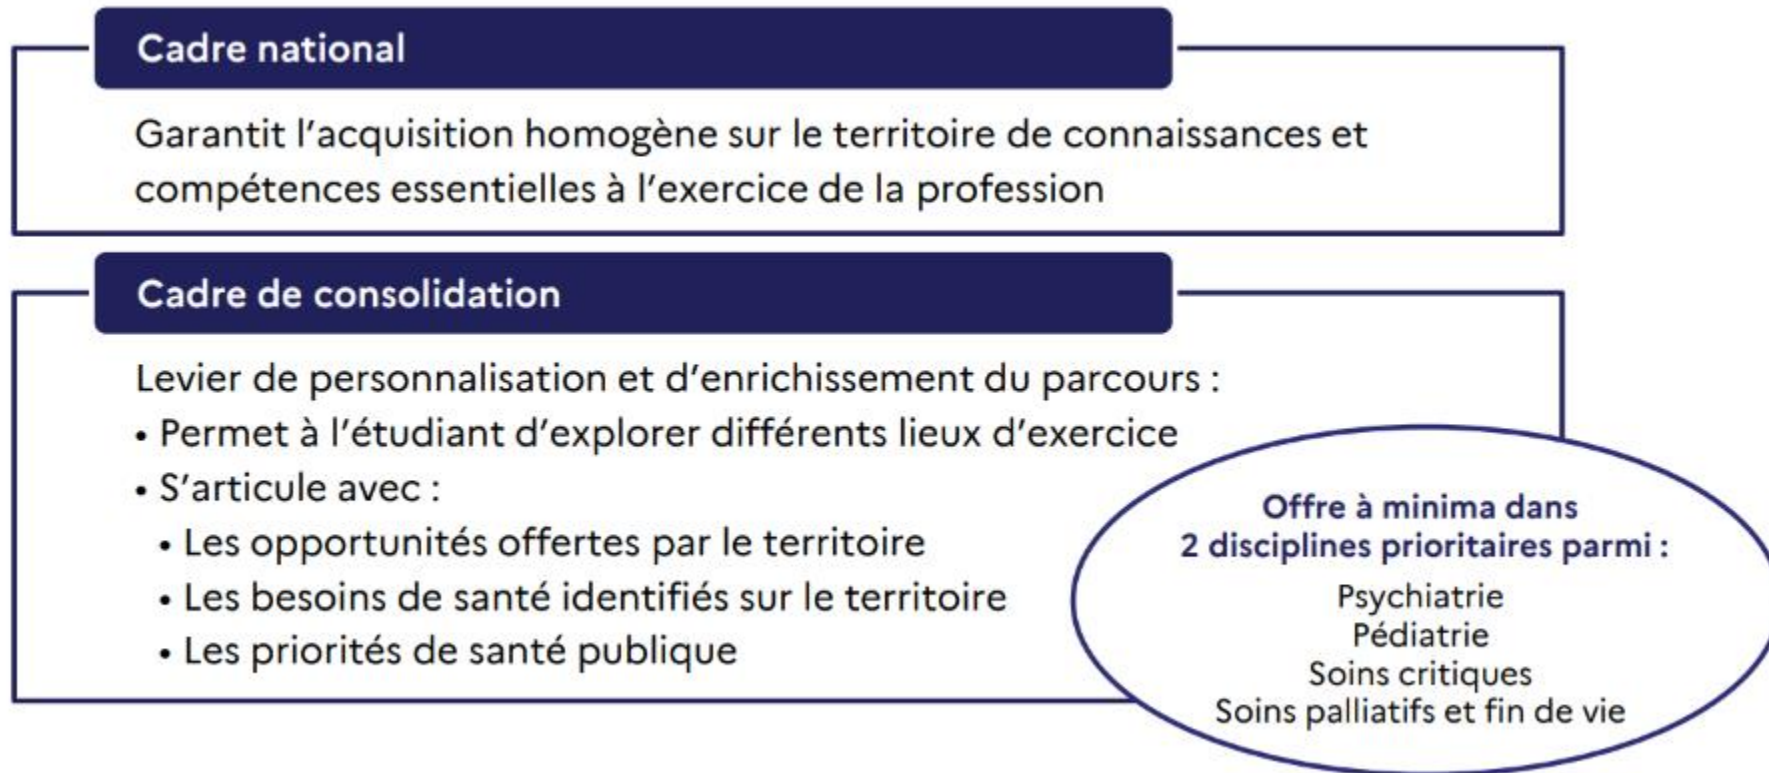 Cadre national
Garantit l’acquisition homogène sur le territoire de connaissances et
compétences essentielles à l’exercice de la profession
Cadre de consolidation
Levier de personnalisation et d’enrichissement du parcours :
• Permet à l’étudiant d’explorer différents lieux d’exercice
• S’articule avec :
• Les opportunités offertes par le territoire
• Les besoins de santé identifiés sur le territoire
• Les priorités de santé publique
Offre à minima dans
2 disciplines prioritaires parmi :
Psychiatrie
Pédiatrie
Soins critiques
Soins palliatifs et fin de vie